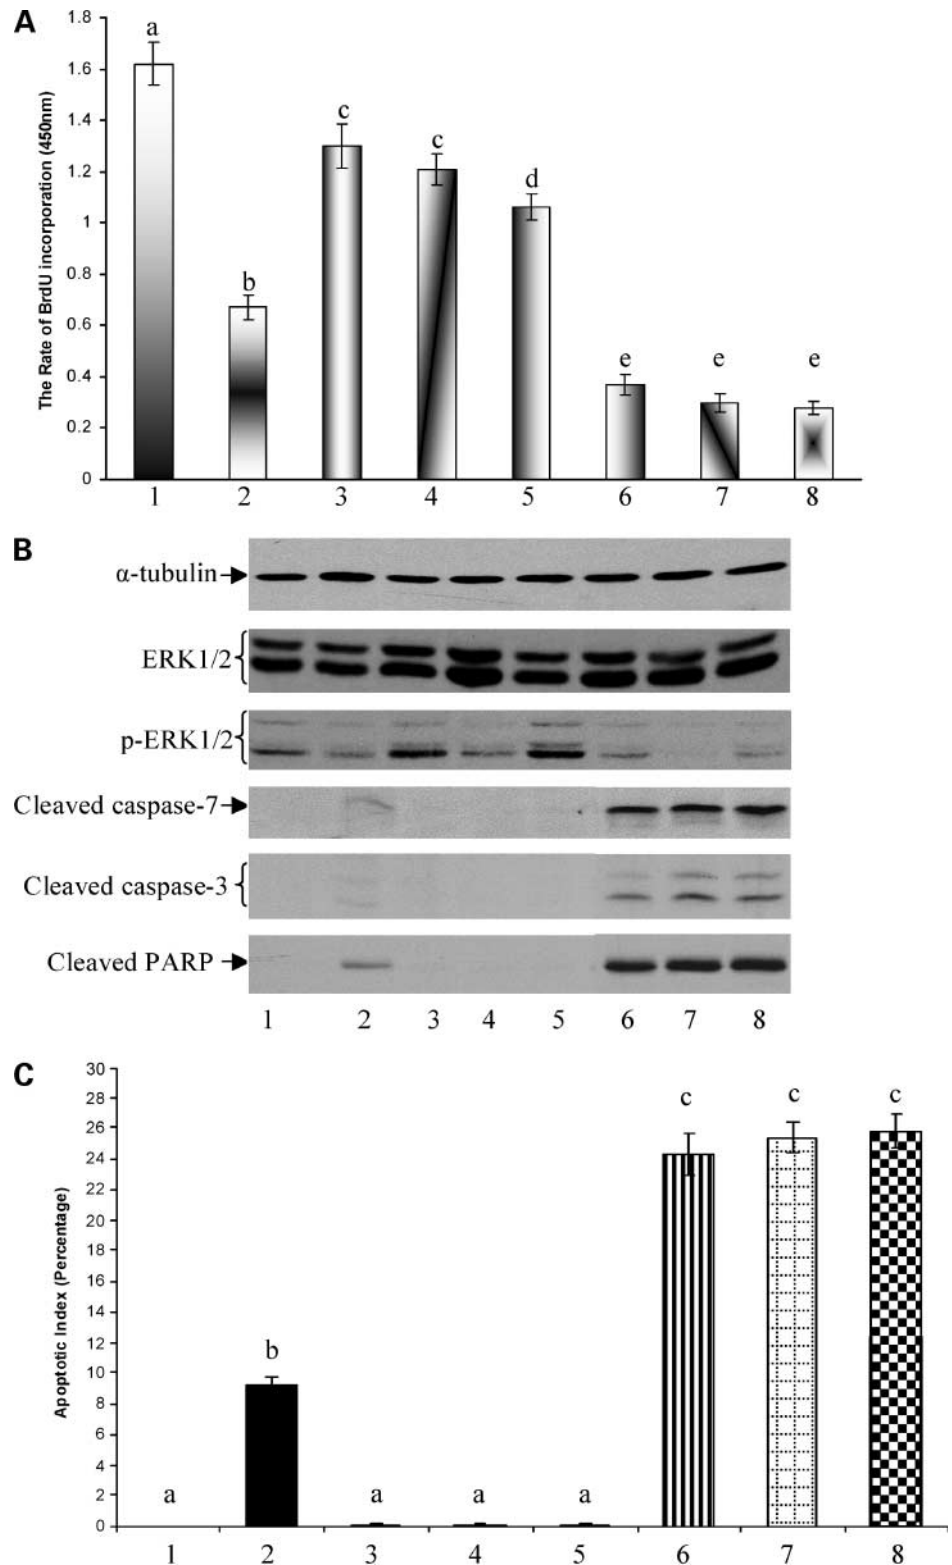 A
The Rate of BrdU incorporation (450nm)
1.8
1.6
1.4
1.2
1
0.8
0.6
0.4
0.2
0
a
b
c
c
d
e
e
e
1 2 3 4 5 6 7 8
B
α-tubulin
ERK1/2
p-ERK1/2
Cleaved caspase-7
Cleaved caspase-3
Cleaved PARP
1 2 3 4 5 6 7 8
C
Apoptotic Index (Percentage)
30
28
26
24
22
20
18
16
14
12
10
8
6
4
2
0
a
b
a
a
a
c
c
c
1 2 3 4 5 6 7 8